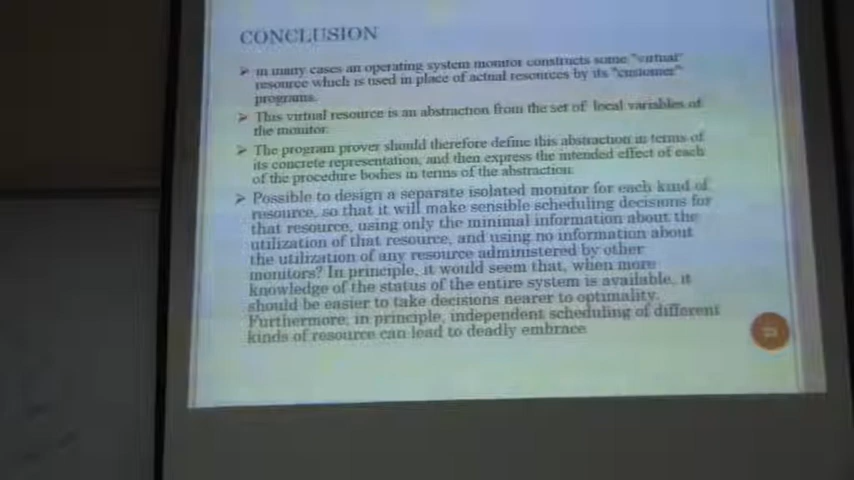 CONCLUSION
➢ in many cases an operating system monitor constructs some "virtual"
resource which is used in place of actual resources by its "customer"
programs.
➢ This virtual resource is an abstraction from the set of local variables of
the monitor.
➢ The program prover should therefore define this abstraction in terms of
its concrete representation, and then express the intended effect of each
of the procedure bodies in terms of the abstraction.
➢ Possible to design a separate isolated monitor for each kind of
resource, so that it will make sensible scheduling decisions for
that resource, using only the minimal information about the
utilization of that resource, and using no information about
the utilization of any resource administered by other
monitors? In principle, it would seem that, when more
knowledge of the status of the entire system is available, it
should be easier to take decisions nearer to optimality.
Furthermore, in principle, independent scheduling of different
kinds of resource can lead to deadly embrace